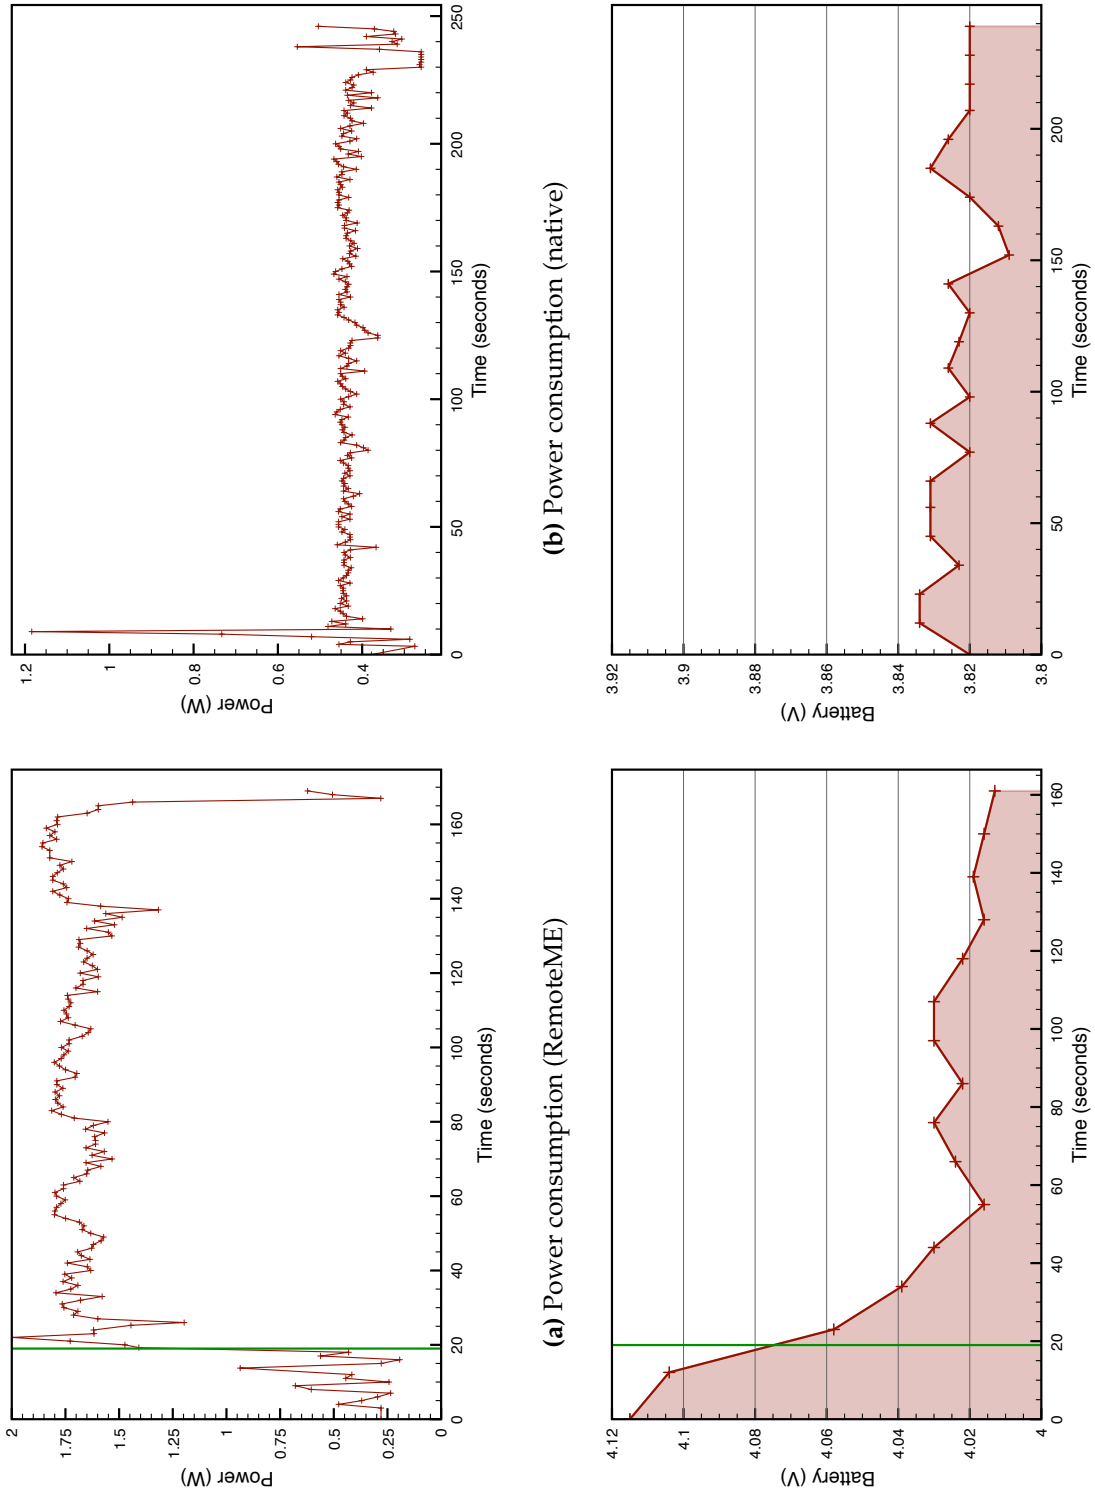 Power (W)
2
1.75
1.5
1.25
1
0.75
0.5
0.25
0
0 20 40 60 80 100 120 140 160
Time (seconds)
(a) Power consumption (RemoteME)
Power (W)
1.2
1
0.8
0.6
0.4
0 50 100 150 200 250
Time (seconds)
(b) Power consumption (native)
Battery (V)
4.12
4.1
4.08
4.06
4.04
4.02
4
0 20 40 60 80 100 120 140 160
Time (seconds)
Battery (V)
3.92
3.9
3.88
3.86
3.84
3.82
3.8
0 50 100 150 200
Time (seconds)